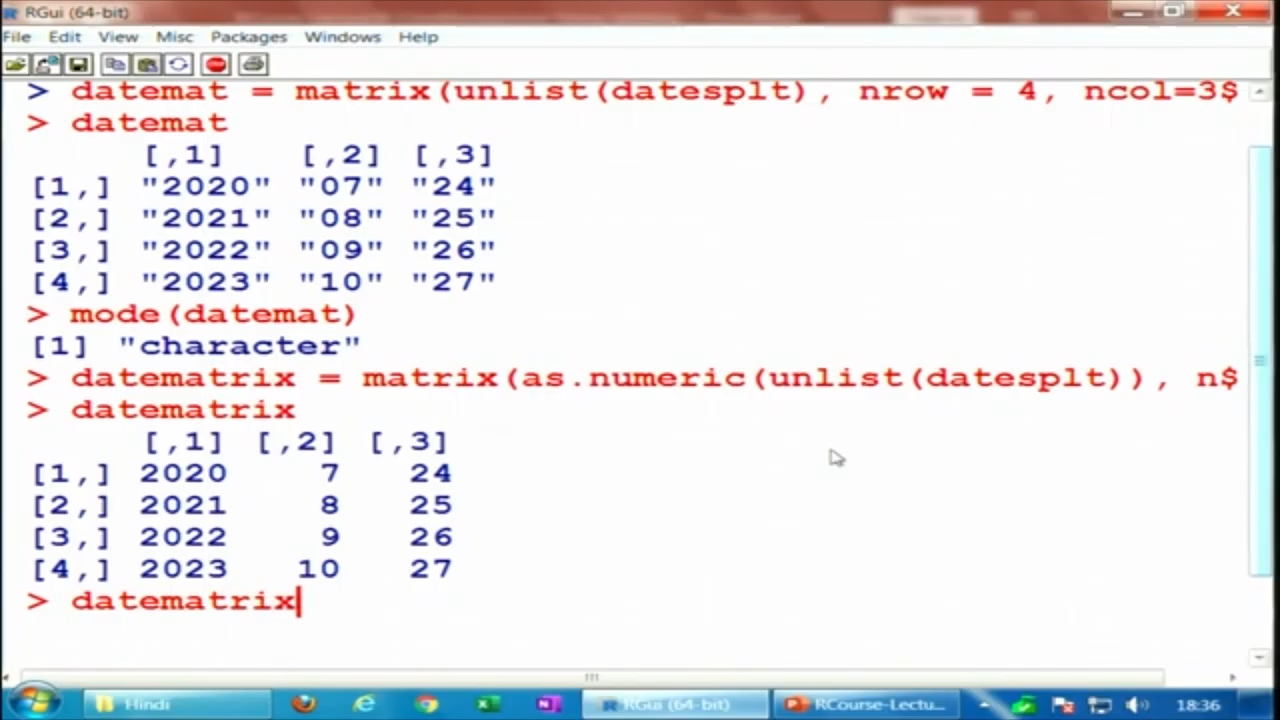 RGui (64-bit)
File Edit View Misc Packages Windows Help
STOP
> datemat = matrix(unlist(datesplt), nrow = 4, ncol=3$
> datemat
[,1] [,2] [,3]
[1,] "2020" "07" "24"
[2,] "2021" "08" "25"
[3,] "2022" "09" "26"
[4,] "2023" "10" "27"
> mode(datemat)
[1] "character"
> datematrix = matrix(as.numeric(unlist(datesplt)), n$
> datematrix
[,1] [,2] [,3]
[1,] 2020 7 24
[2,] 2021 8 25
[3,] 2022 9 26
[4,] 2023 10 27
> datematrix
Hindi RGui (64-bit) RCourse-Lectu... 18:36